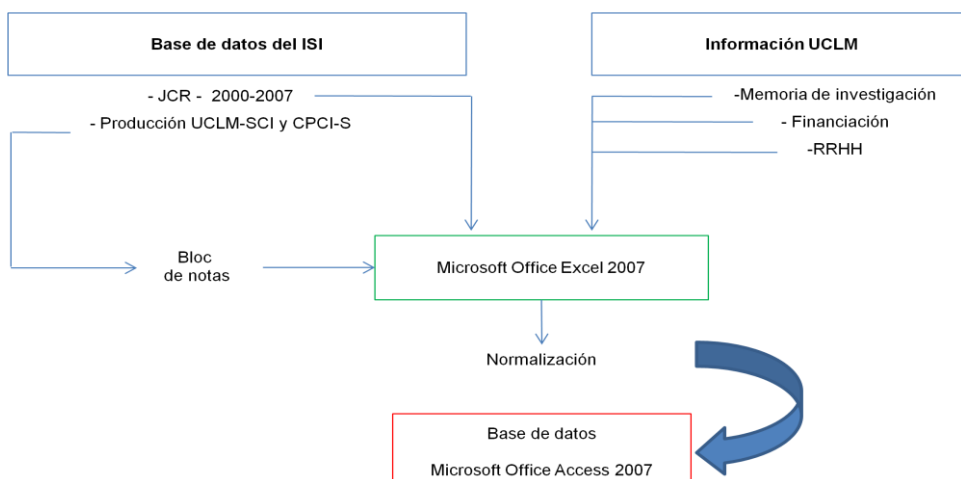 Base de datos del ISI
Información UCLM
- JCR - 2000-2007
- Producción UCLM-SCI y CPCI-S
-Memoria de investigación
- Financiación
-RRHH
Bloc
de notas
Microsoft Office Excel 2007
Normalización
Base de datos
Microsoft Office Access 2007